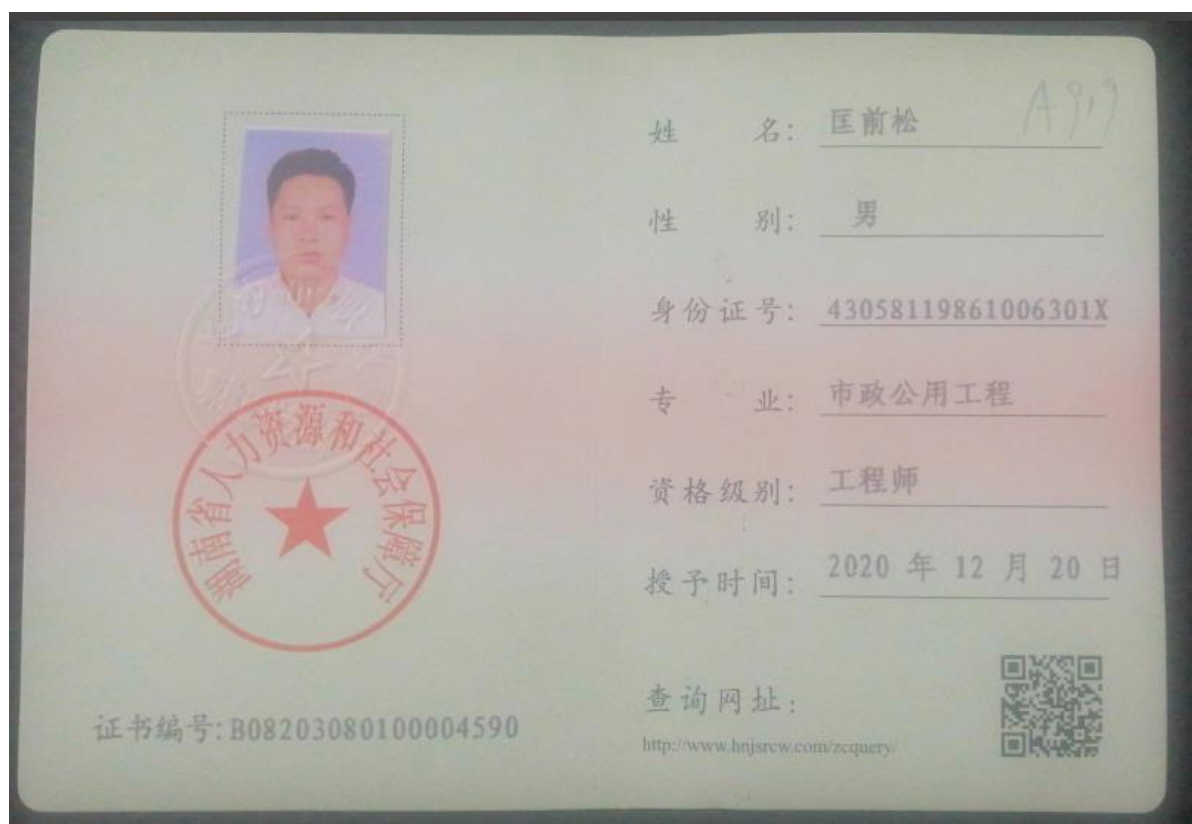 湖南省人力资源和社会保障厅
证书编号: B08203080100004590
姓 名: 匡前松
A919
性 别: 男
身份证号: 43058119861006301X
专 业: 市政公用工程
资格级别: 工程师
授予时间: 2020 年 12 月 20 日
查询网址:
http://www.hnjsrcw.com/zcquery/